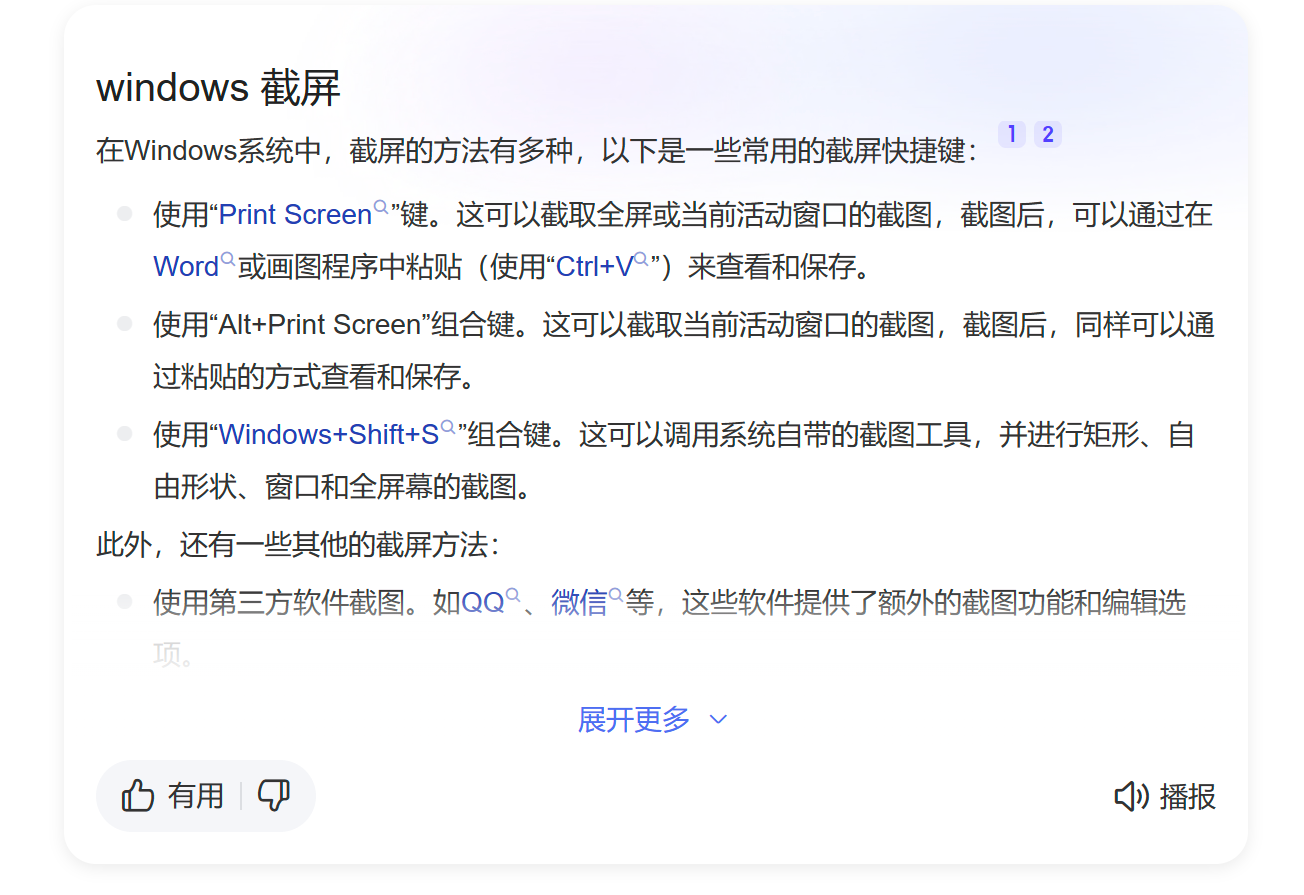 windows 截屏
在Windows系统中，截屏的方法有多种，以下是一些常用的截屏快捷键： 1 2
使用“Print Screen”键。这可以截取全屏或当前活动窗口的截图，截图后，可以通过在
Word或画图程序中粘贴（使用“Ctrl+V”）来查看和保存。
使用“Alt+Print Screen”组合键。这可以截取当前活动窗口的截图，截图后，同样可以通
过粘贴的方式查看和保存。
使用“Windows+Shift+S”组合键。这可以调用系统自带的截图工具，并进行矩形、自
由形状、窗口和全屏幕的截图。
此外，还有一些其他的截屏方法：
使用第三方软件截图。如QQ、微信等，这些软件提供了额外的截图功能和编辑选
项。
展开更多
有用
播报